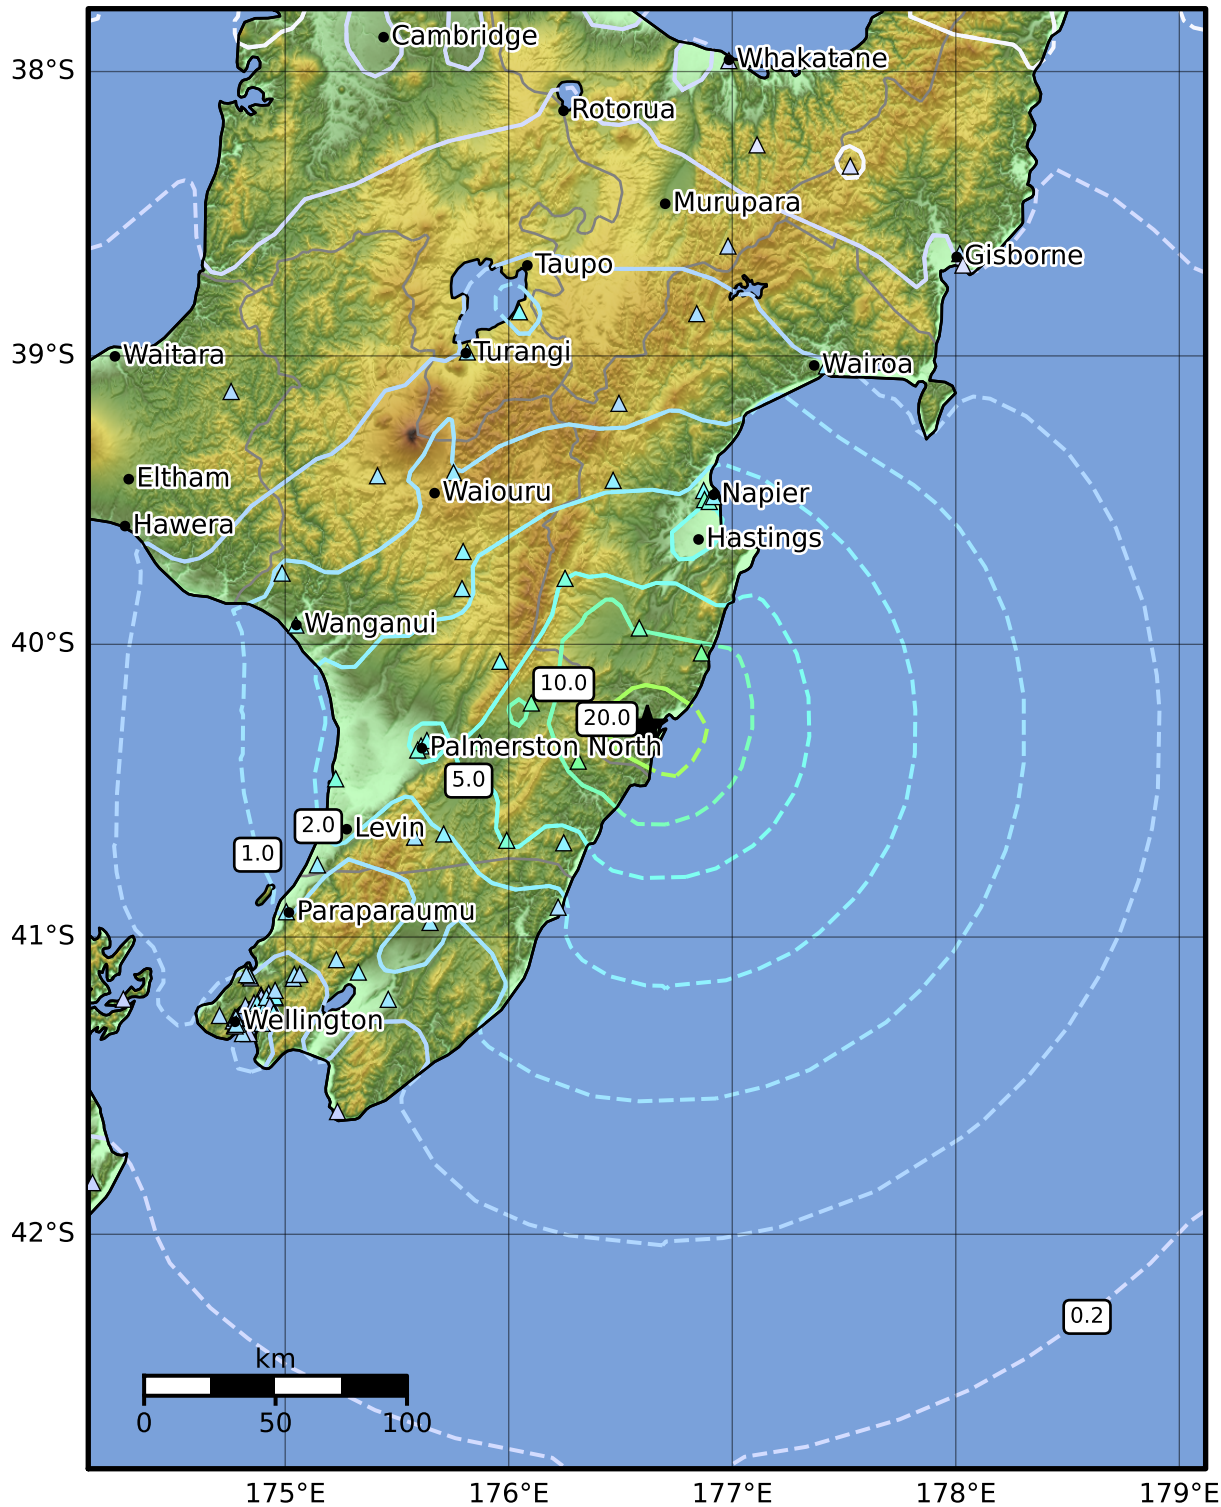 Cambridge
Whakatane
38°S
Rotorua
Murupara
Gisborne
Taupo
Waitara
39°S
Turangi
Wairoa
Eltham
Waiouru
Napier
Hawera
Hastings
Wanganui
40°S
10.0
20.0
Palmerston North
5.0
2.0
Levin
1.0
Paraparaumu
41°S
Wellington
42°S
0.2
km
0 50 100
175°E 176°E 177°E 178°E 179°E